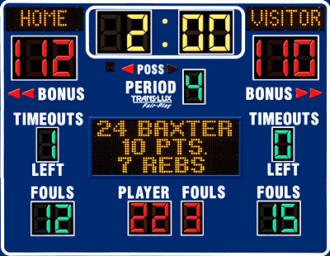 HOME 2:00 VISITOR
112 110
◄ POSS ►
◄◄ BONUS PERIOD 4 BONUS ►►
TRANS-LUX
Fair-Play
TIMEOUTS TIMEOUTS
1 0
LEFT LEFT
24 BAXTER
10 PTS.
7 REBS
FOULS PLAYER FOULS FOULS
12 22 3 15